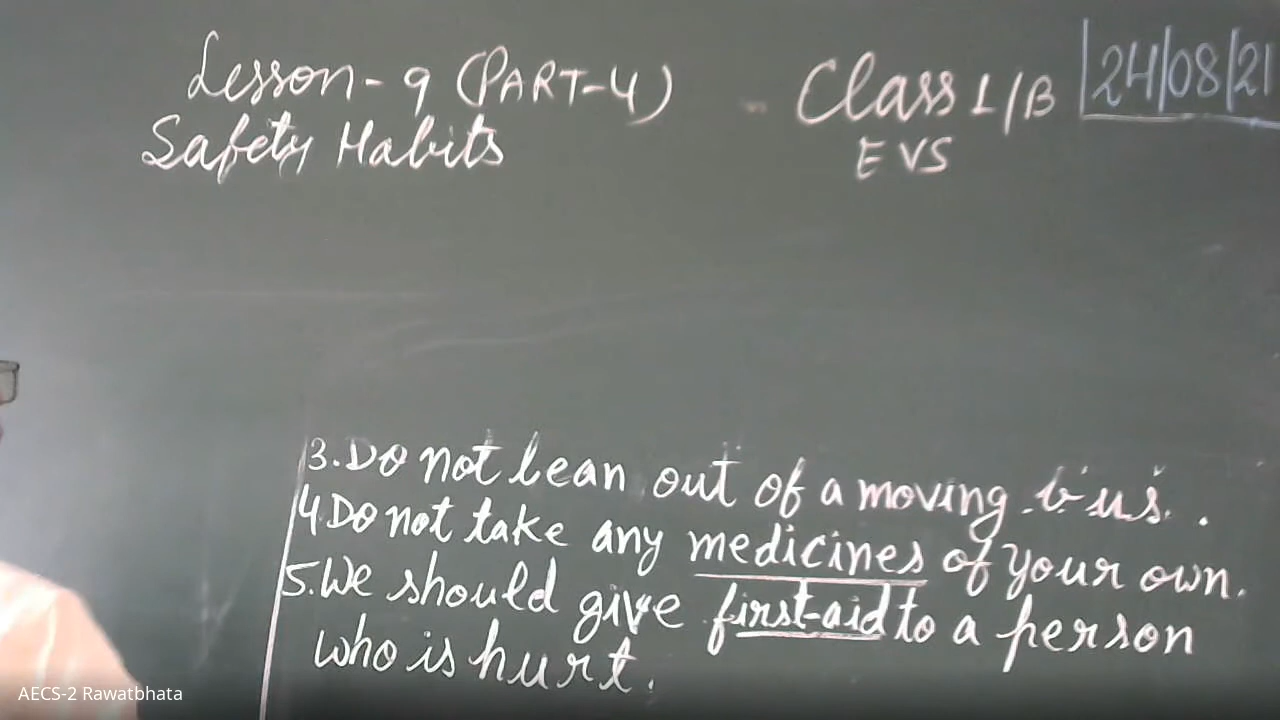 Lesson-9 (PART-4) - Class I/B 24/08/21
Safety Habits EVS
3.Do not lean out of a moving bus.
4.Do not take any medicines of your own.
5.We should give first-aid to a person
who is hurt.
AECS-2 Rawatbhata